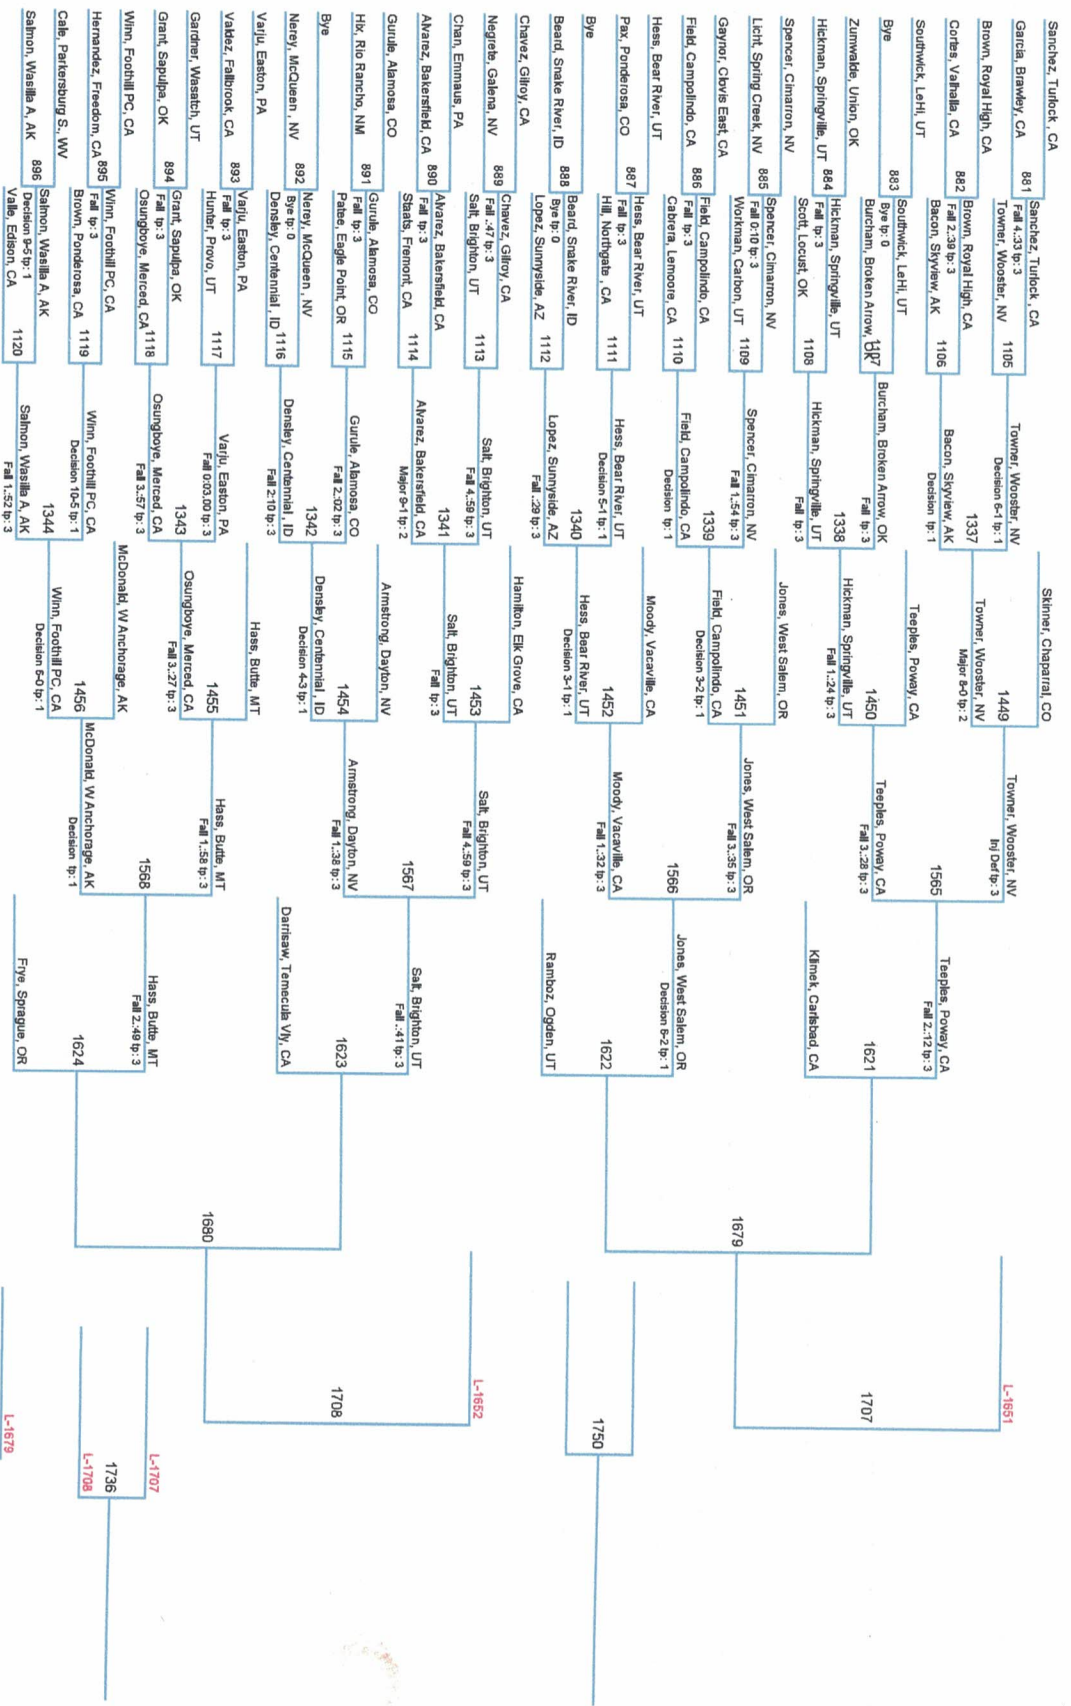 Sanchez, Turlock , CA
881
Garcia, Brawley, CA
Brown, Royal High, CA
882
Cortes, Valhalla, CA
Southwick, LeHi, UT
883
Bye
Zumwalde, Union, OK
884
Hickman, Springville, UT
Spencer, Cimarron, NV
885
Licht, Spring Creek, NV
Gaynor, Clovis East, CA
886
Field, Campolindo, CA
Hess, Bear River, UT
887
Pax, Ponderosa, CO
Bye
888
Beard, Snake River, ID
Chavez, Gilroy, CA
889
Negrete, Galena, NV
Chan, Emmaus, PA
890
Alvarez, Bakersfield, CA
Gurule, Alamosa, CO
891
Hix, Rio Rancho, NM
Bye
892
Nerey, McQueen , NV
Varju, Easton, PA
893
Valdez, Fallbrook, CA
Gardner, Wasatch, UT
894
Grant, Sapulpa, OK
Winn, Foothill PC, CA
895
Hernandez, Freedom, CA
Cale, Parkersburg S., WV
896
Salmon, Wasilla A, AK
Sanchez, Turlock , CA
Fall 4.:33 tp: 3
1105
Towner, Wooster, NV
Brown, Royal High, CA
Fall 2.:39 tp: 3
1106
Bacon, Skyview, AK
Southwick, LeHi, UT
Bye tp: 0
1107
Burcham, Broken Arrow, OK
Hickman, Springville, UT
Fall tp: 3
1108
Scott, Locust, OK
Spencer, Cimarron, NV
Fall 0:10 tp: 3
1109
Workman, Carbon, UT
Field, Campolindo, CA
Fall tp: 3
1110
Cabrera, Lemoore, CA
Hess, Bear River, UT
Fall tp: 3
1111
Hill, Northgate , CA
Beard, Snake River, ID
Bye tp: 0
1112
Lopez, Sunnyside, AZ
Chavez, Gilroy, CA
Fall .:47 tp: 3
1113
Salt, Brighton, UT
Alvarez, Bakersfield, CA
Fall tp: 3
1114
Staats, Fremont, CA
Gurule, Alamosa, CO
Fall tp: 3
1115
Patee, Eagle Point, OR
Nerey, McQueen , NV
Bye tp: 0
1116
Densley, Centennial , ID
Varju, Easton, PA
Fall tp: 3
1117
Hunter, Provo, UT
Grant, Sapulpa, OK
Fall tp: 3
1118
Osungboye, Merced, CA
Winn, Foothill PC, CA
Fall tp: 3
1119
Brown, Ponderosa, CA
Salmon, Wasilla A, AK
Decision 9-5 tp: 1
1120
Valle, Edison, CA
Towner, Wooster, NV
Decision 6-1 tp: 1
1337
Bacon, Skyview, AK
Decision tp: 1
Burcham, Broken Arrow, OK
Fall tp: 3
1338
Hickman, Springville, UT
Fall tp: 3
Spencer, Cimarron, NV
Fall 1.:54 tp: 3
1339
Field, Campolindo, CA
Decision tp: 1
Hess, Bear River, UT
Decision 5-1 tp: 1
1340
Lopez, Sunnyside, AZ
Fall .:29 tp: 3
Salt, Brighton, UT
Fall 4.:59 tp: 3
1341
Alvarez, Bakersfield, CA
Major 9-1 tp: 2
Gurule, Alamosa, CO
Fall 2.:02 tp: 3
1342
Densley, Centennial , ID
Fall 2:10 tp: 3
Varju, Easton, PA
Fall 0:03.00 tp: 3
1343
Osungboye, Merced, CA
Fall 3.:57 tp: 3
Winn, Foothill PC, CA
Decision 10-5 tp: 1
1344
Salmon, Wasilla A, AK
Fall 1.:52 tp: 3
Skinner, Chaparral, CO
1449
Towner, Wooster, NV
Major 8-0 tp: 2
Teeples, Poway, CA
1450
Hickman, Springville, UT
Fall 1.:24 tp: 3
Jones, West Salem, OR
1451
Field, Campolindo, CA
Decision 3-2 tp: 1
Moody, Vacaville, CA
1452
Hess, Bear River, UT
Decision 3-1 tp: 1
Hamilton, Elk Grove, CA
1453
Salt, Brighton, UT
Fall tp: 3
Armstrong, Dayton, NV
1454
Densley, Centennial , ID
Decision 4-3 tp: 1
Hass, Butte, MT
1455
Osungboye, Merced, CA
Fall 3.:27 tp: 3
McDonald, W Anchorage, AK
1456
Winn, Foothill PC, CA
Decision 6-0 tp: 1
Towner, Wooster, NV
Inj Def tp: 3
1565
Teeples, Poway, CA
Fall 3.:28 tp: 3
Jones, West Salem, OR
Fall 3.:35 tp: 3
1566
Moody, Vacaville, CA
Fall 1.:32 tp: 3
Salt, Brighton, UT
Fall 4.:59 tp: 3
1567
Armstrong, Dayton, NV
Fall 1.:38 tp: 3
Hass, Butte, MT
Fall 1.:58 tp: 3
1568
McDonald, W Anchorage, AK
Decision tp: 1
Teeples, Poway, CA
Fall 2.:12 tp: 3
1621
Klimek, Carlsbad, CA
Jones, West Salem, OR
Decision 6-2 tp: 1
1622
Ramboz, Ogden, UT
Salt, Brighton, UT
Fall .:41 tp: 3
1623
Darrisaw, Temecula Vly, CA
Hass, Butte, MT
Fall 2.:49 tp: 3
1624
Frye, Sprague, OR
1679
1680
L-1651
1707
L-1652
1708
1750
L-1707
1736
L-1708
L-1679